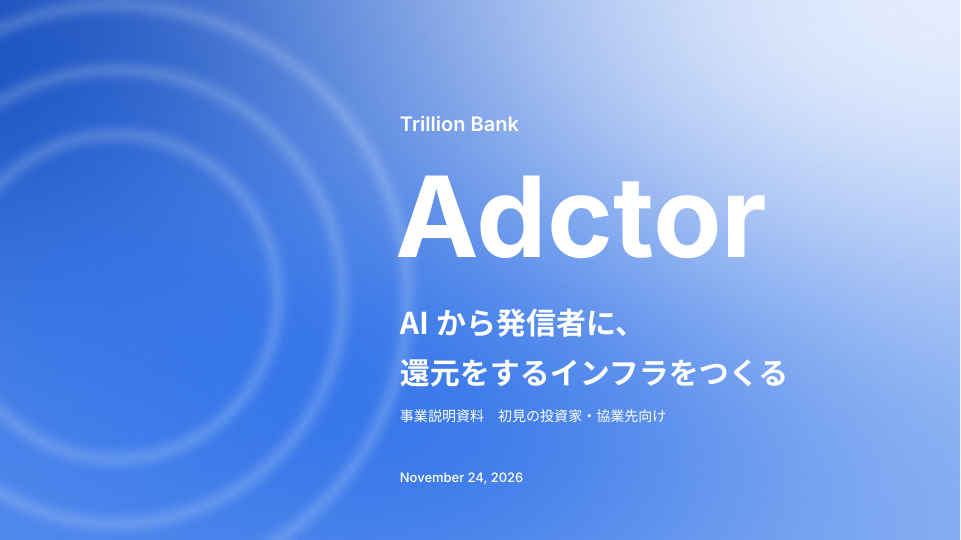 Trillion Bank
Adctor
AI から発信者に、
還元をするインフラをつくる
事業説明資料　初見の投資家・協業先向け
November 24, 2026